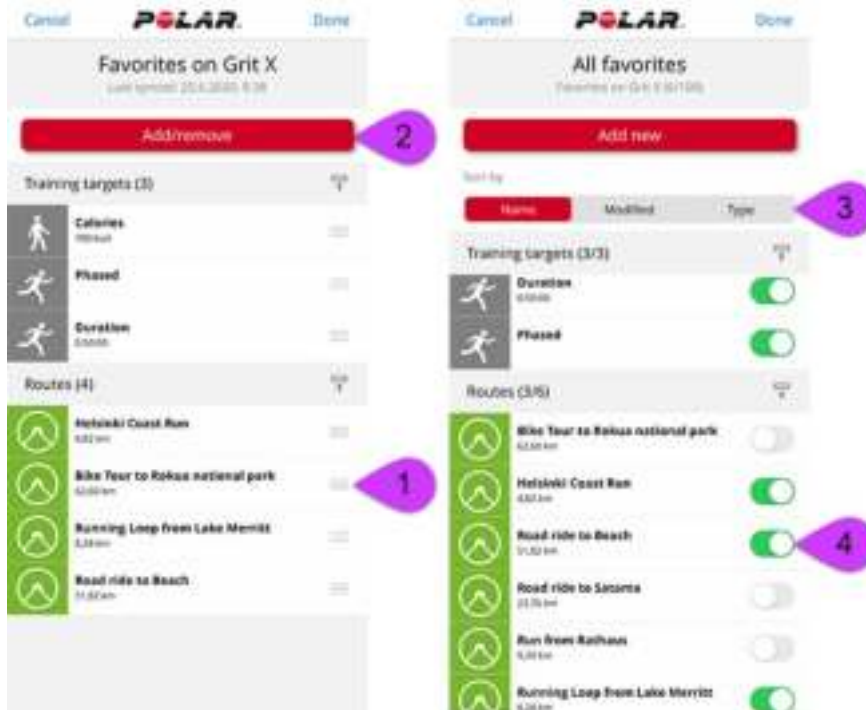 Cancel POLAR. Done
Favorites on Grit X
Add/remove
2
Training targets (3)
Calories
Phased
Duration
Routes (4)
Helsinki Coast Run
Bike Tour to Rokua national park
1
Running Loop from Lake Merritt
Road ride to Beach
Cancel POLAR. Done
All favorites
Add new
Sort by
Name Modified Type
3
Training targets (3/3)
Duration
Phased
Routes (3/6)
Bike Tour to Rokua national park
Helsinki Coast Run
Road ride to Beach
4
Road ride to Satama
Run from Rathaus
Running Loop from Lake Merritt